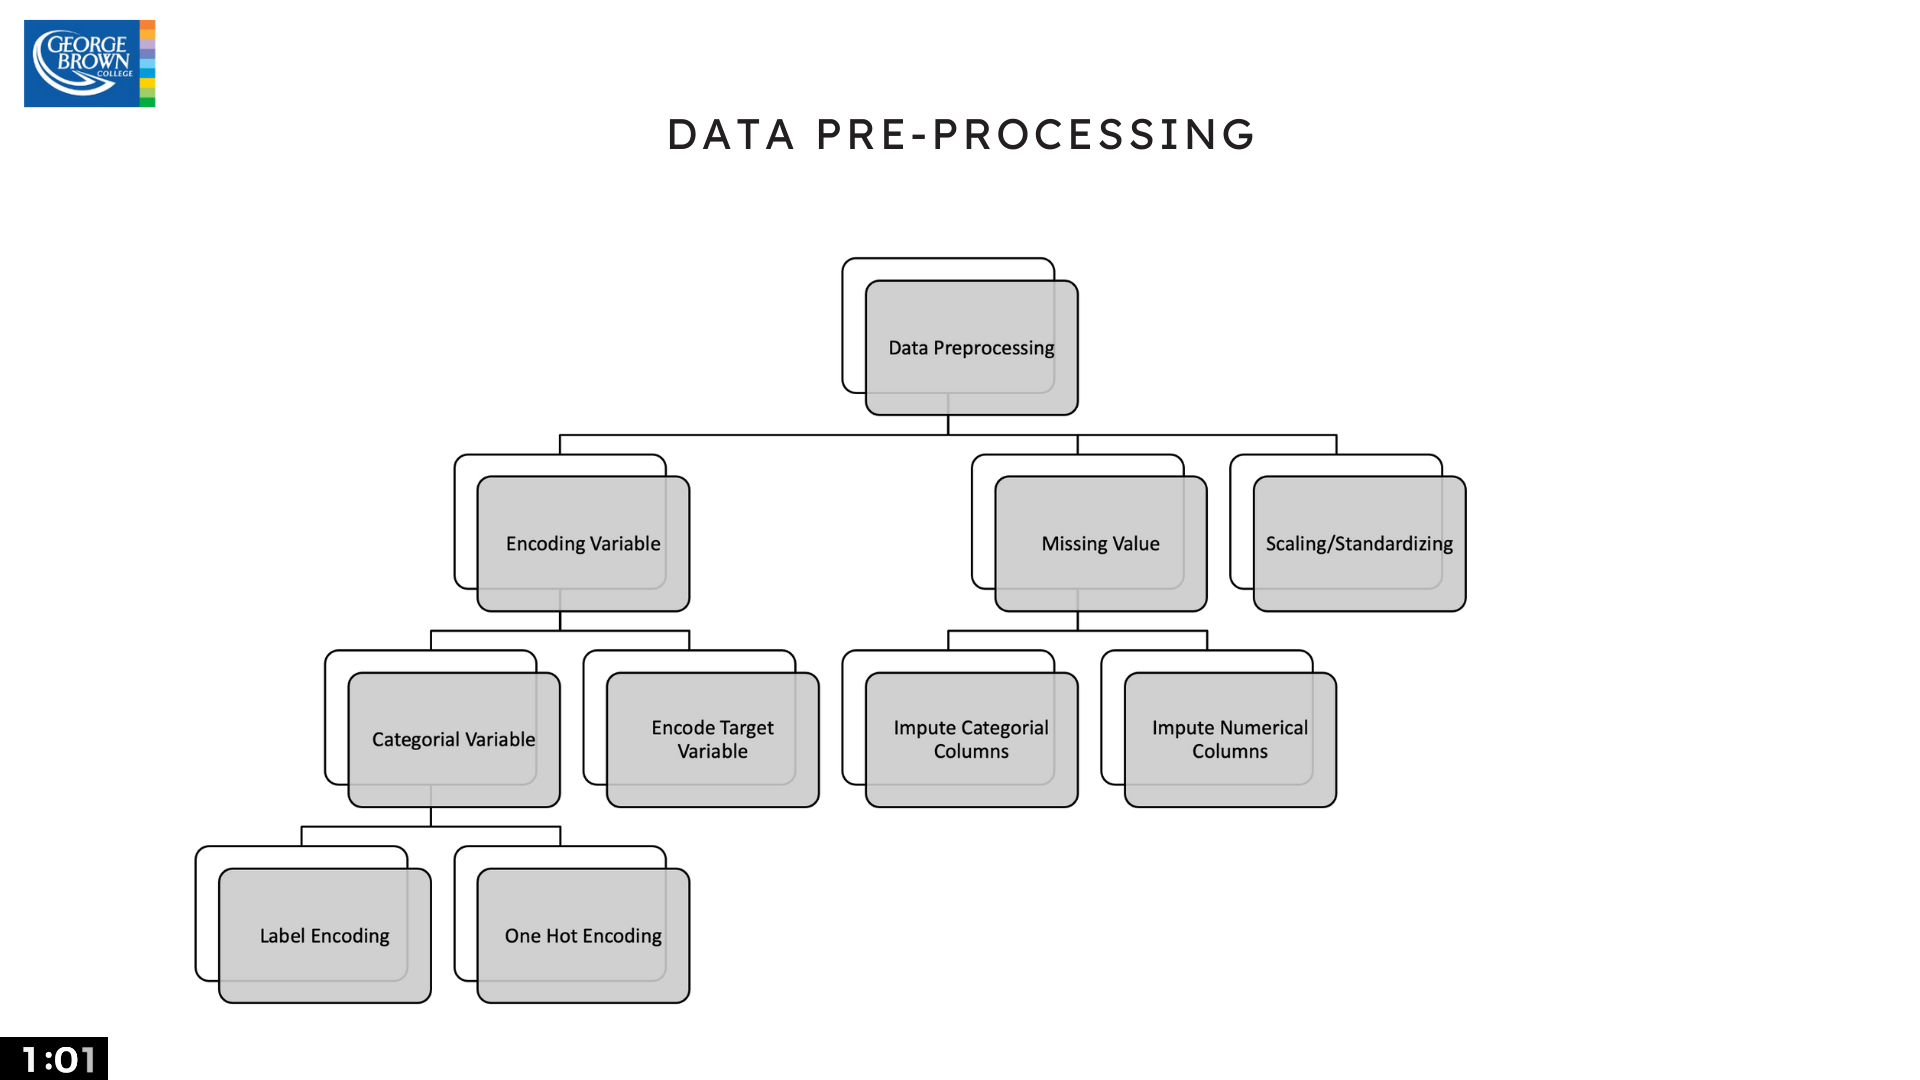 GEORGE
BROWN
COLLEGE
DATA PRE-PROCESSING
Data Preprocessing
Encoding Variable
Missing Value
Scaling/Standardizing
Categorial Variable
Encode Target
Variable
Impute Categorial
Columns
Impute Numerical
Columns
Label Encoding
One Hot Encoding
1:01